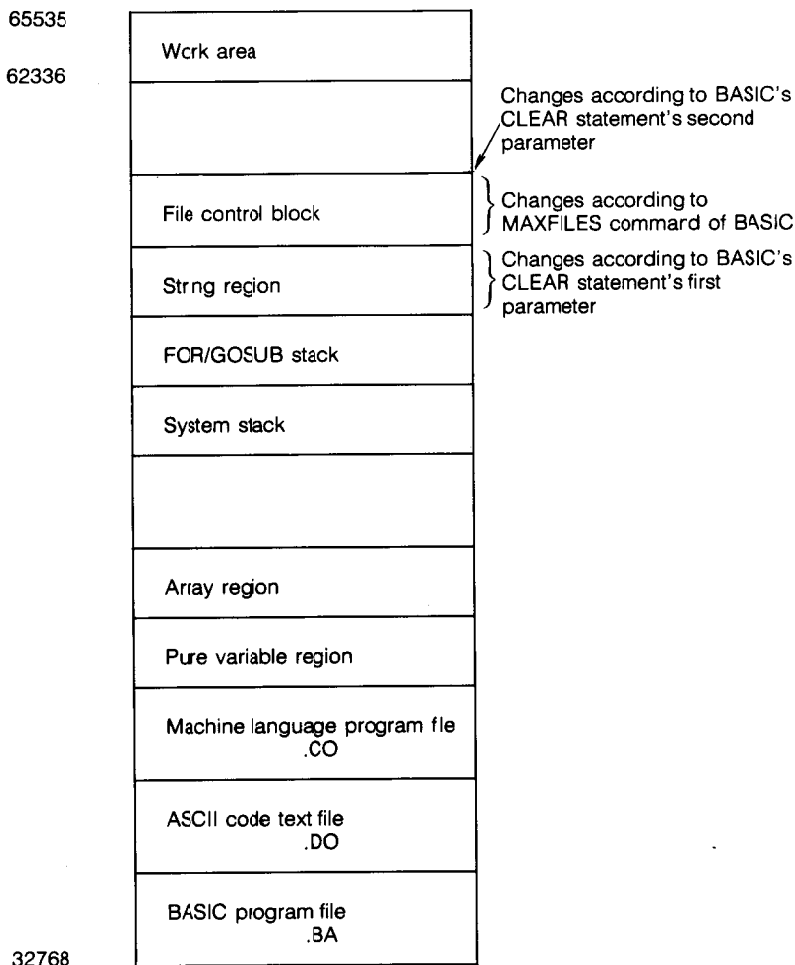 65535
Work area
62336
Changes according to BASIC's
CLEAR statement's second
parameter
File control block
Changes according to
MAXFILES command of BASIC
String region
Changes according to BASIC's
CLEAR statement's first
parameter
FOR/GOSUB stack
System stack
Array region
Pure variable region
Machine language program file
.CO
ASCII code text file
.DO
BASIC program file
.BA
32768